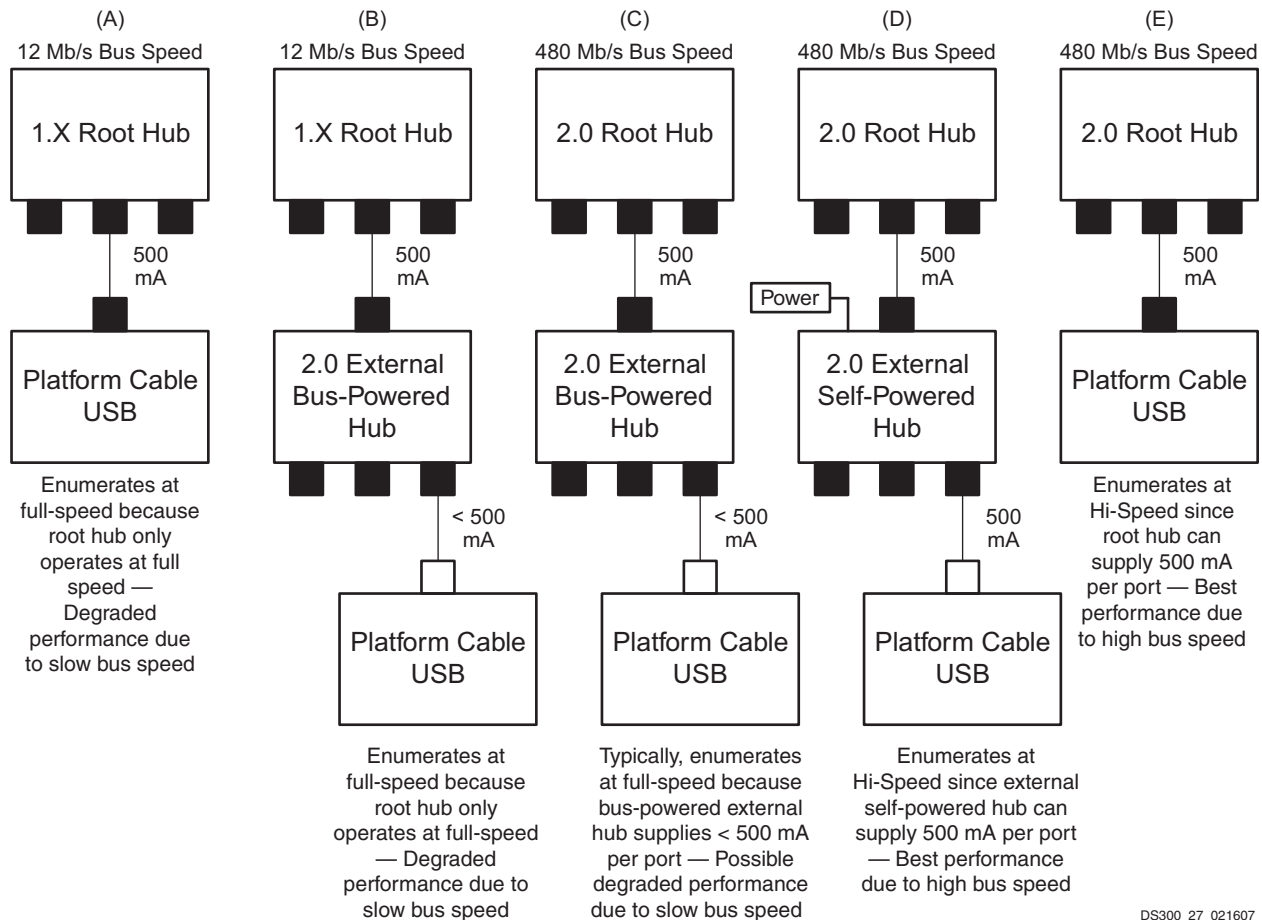 (A)
12 Mb/s Bus Speed
1.X Root Hub
500
mA
Platform Cable
USB
Enumerates at
full-speed because
root hub only
operates at full
speed —
Degraded
performance due
to slow bus speed
(B)
12 Mb/s Bus Speed
1.X Root Hub
500
mA
2.0 External
Bus-Powered
Hub
< 500
mA
Platform Cable
USB
Enumerates at
full-speed because
root hub only
operates at full-speed
— Degraded
performance due to
slow bus speed
(C)
480 Mb/s Bus Speed
2.0 Root Hub
500
mA
2.0 External
Bus-Powered
Hub
< 500
mA
Platform Cable
USB
Typically, enumerates
at full-speed because
bus-powered external
hub supplies < 500 mA
per port — Possible
degraded performance
due to slow bus speed
(D)
480 Mb/s Bus Speed
2.0 Root Hub
500
mA
Power
2.0 External
Self-Powered
Hub
500
mA
Platform Cable
USB
Enumerates at
Hi-Speed since external
self-powered hub can
supply 500 mA per port
— Best performance
due to high bus speed
(E)
480 Mb/s Bus Speed
2.0 Root Hub
500
mA
Platform Cable
USB
Enumerates at
Hi-Speed since
root hub can
supply 500 mA
per port — Best
performance due
to high bus speed
DS300_27_021607